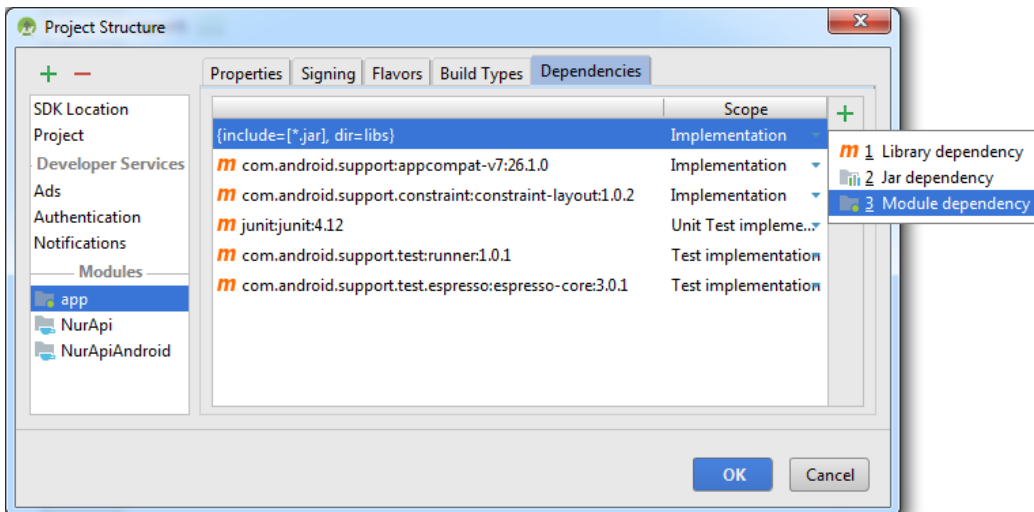 Project Structure
Properties Signing Flavors Build Types Dependencies
SDK Location
Project
Developer Services
Ads
Authentication
Notifications
Modules
app
NurApi
NurApiAndroid
Scope
{include=[*.jar], dir=libs} Implementation
m com.android.support:appcompat-v7:26.1.0 Implementation
m com.android.support.constraint:constraint-layout:1.0.2 Implementation
m junit:junit:4.12 Unit Test impleme...
m com.android.support.test:runner:1.0.1 Test implementation
m com.android.support.test.espresso:espresso-core:3.0.1 Test implementation
m 1 Library dependency
2 Jar dependency
3 Module dependency
OK Cancel